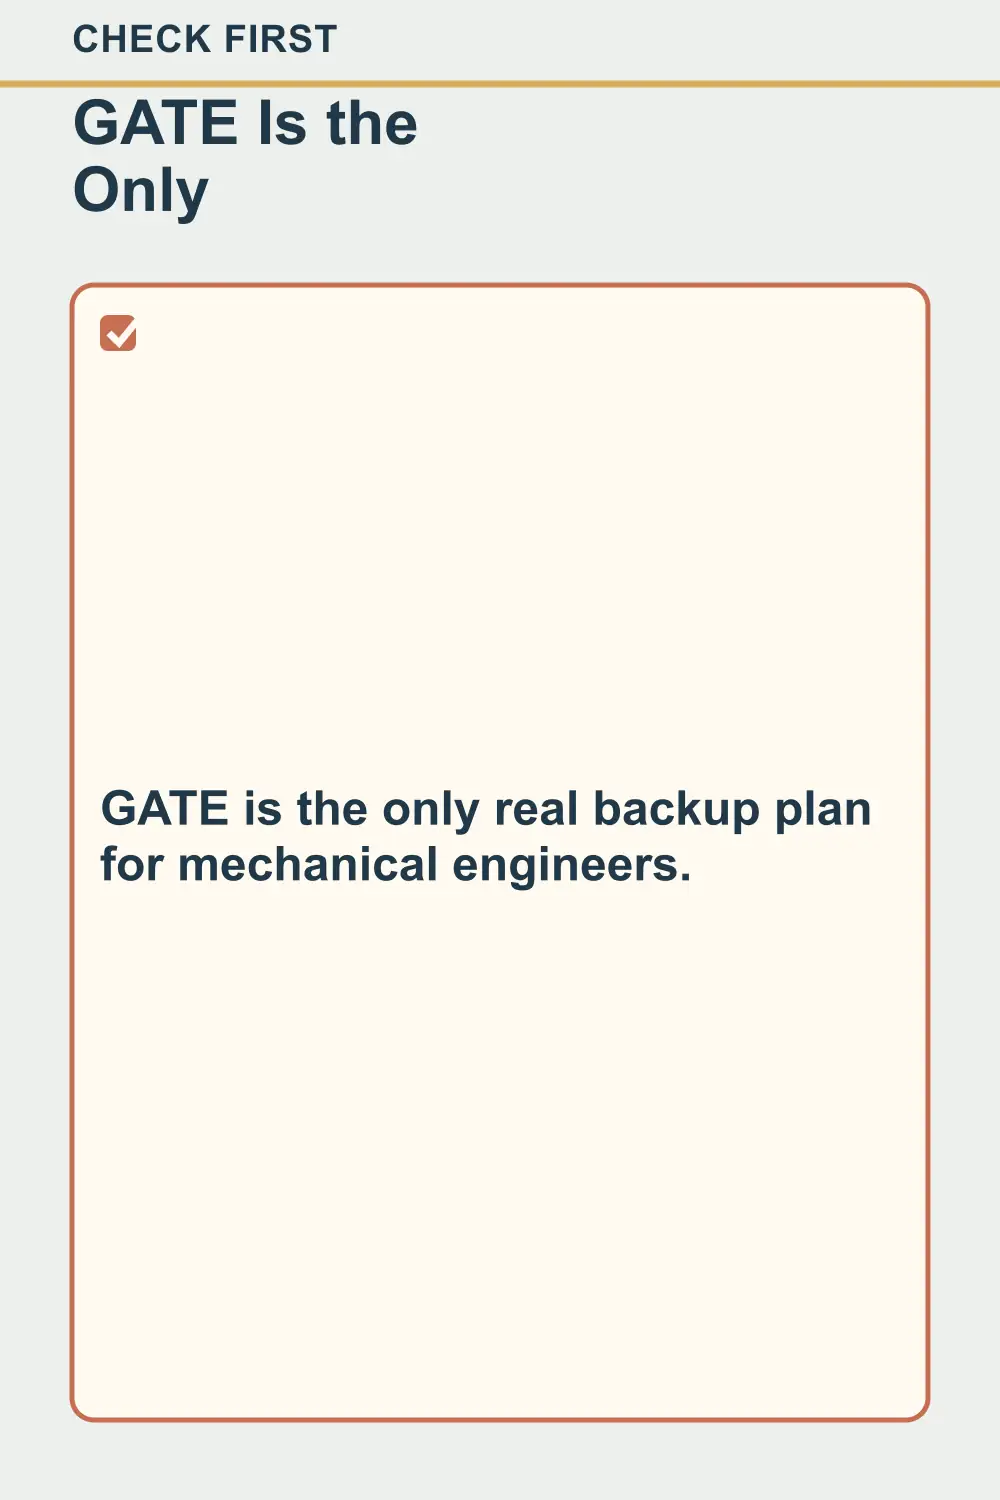 CHECK FIRST
GATE Is the
Only
GATE is the only real backup plan
for mechanical engineers.